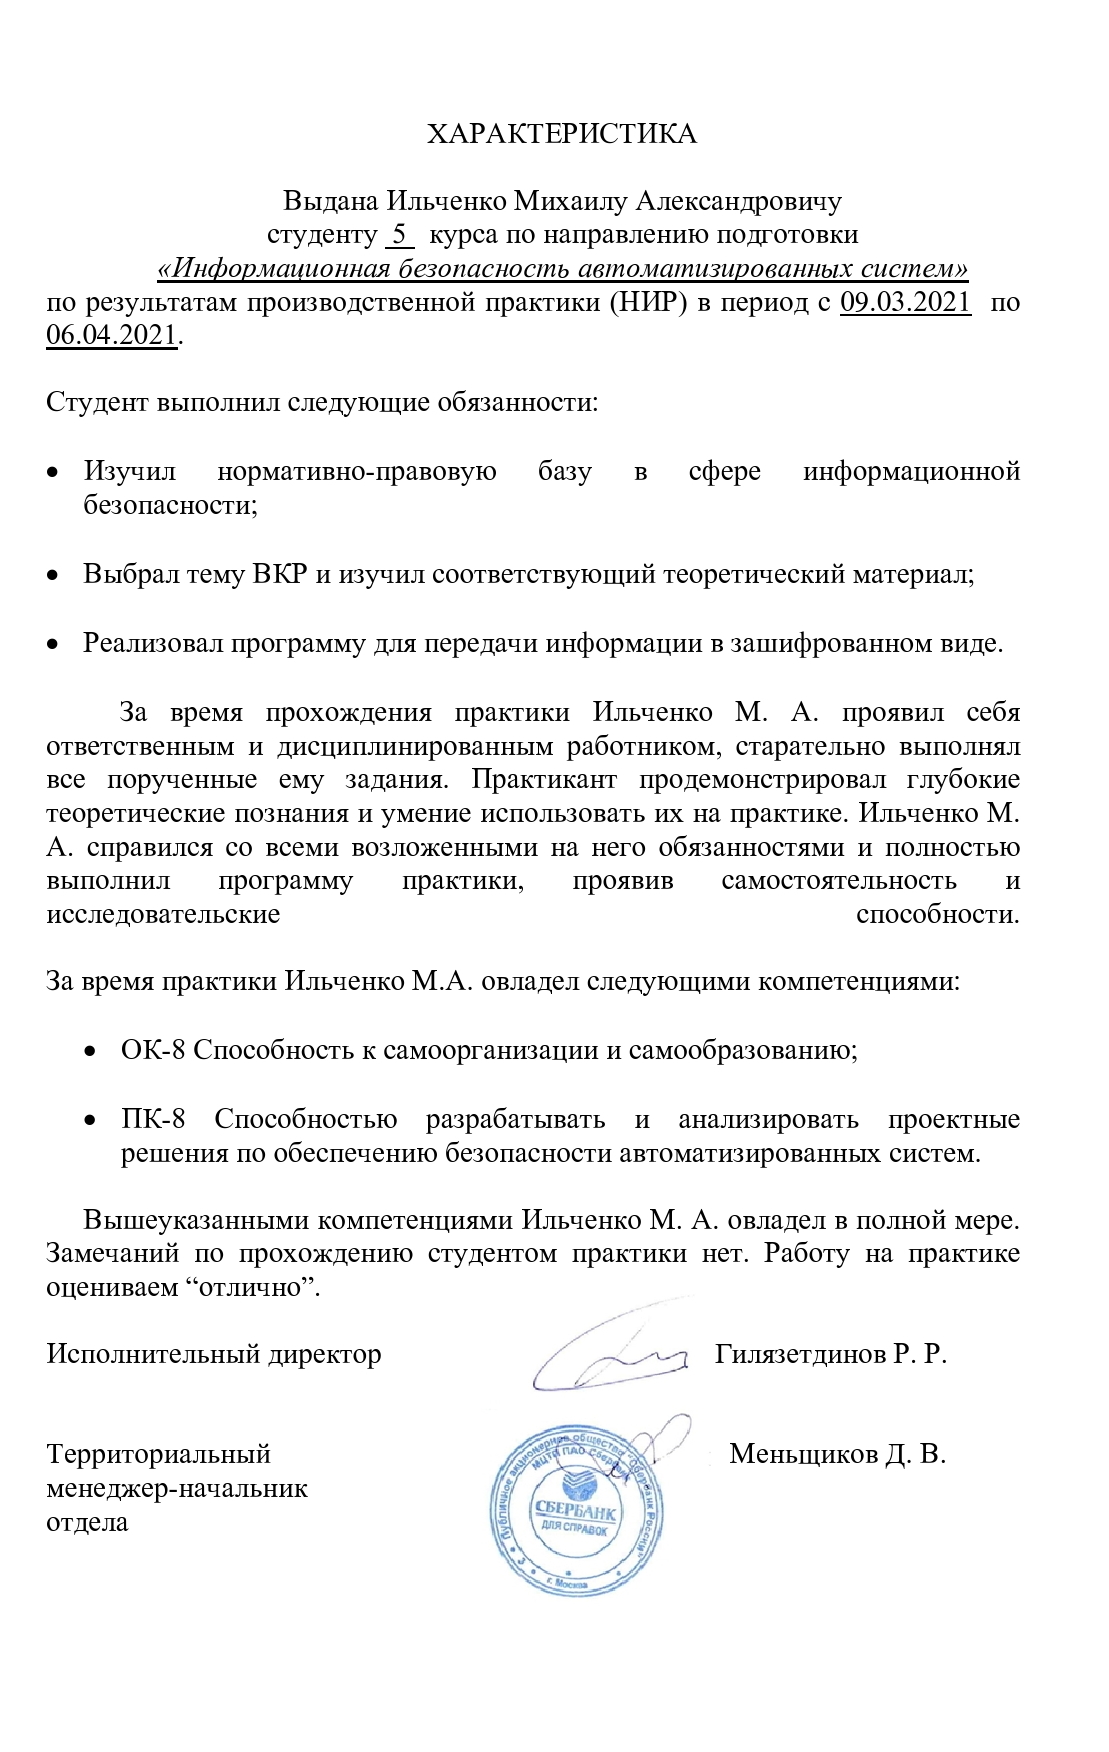 ХАРАКТЕРИСТИКА
Выдана Ильченко Михаилу Александровичу
студенту 5 курса по направлению подготовки
«Информационная безопасность автоматизированных систем»
по результатам производственной практики (НИР) в период с 09.03.2021 по
06.04.2021.
Студент выполнил следующие обязанности:
• Изучил нормативно-правовую базу в сфере информационной
безопасности;
• Выбрал тему ВКР и изучил соответствующий теоретический материал;
• Реализовал программу для передачи информации в зашифрованном виде.
За время прохождения практики Ильченко М. А. проявил себя
ответственным и дисциплинированным работником, старательно выполнял
все порученные ему задания. Практикант продемонстрировал глубокие
теоретические познания и умение использовать их на практике. Ильченко М.
А. справился со всеми возложенными на него обязанностями и полностью
выполнил программу практики, проявив самостоятельность и
исследовательские способности.
За время практики Ильченко М.А. овладел следующими компетенциями:
• ОК-8 Способность к самоорганизации и самообразованию;
• ПК-8 Способностью разрабатывать и анализировать проектные
решения по обеспечению безопасности автоматизированных систем.
Вышеуказанными компетенциями Ильченко М. А. овладел в полной мере.
Замечаний по прохождению студентом практики нет. Работу на практике
оцениваем “отлично”.
Исполнительный директор Гилязетдинов Р. Р.
Территориальный Меньщиков Д. В.
менеджер-начальник
отдела
Публичное акционерное общество "Сбербанк России"
МЦТИ ПАО Сбербанк
СБЕРБАНК
ДЛЯ СПРАВОК
3
г. Москва